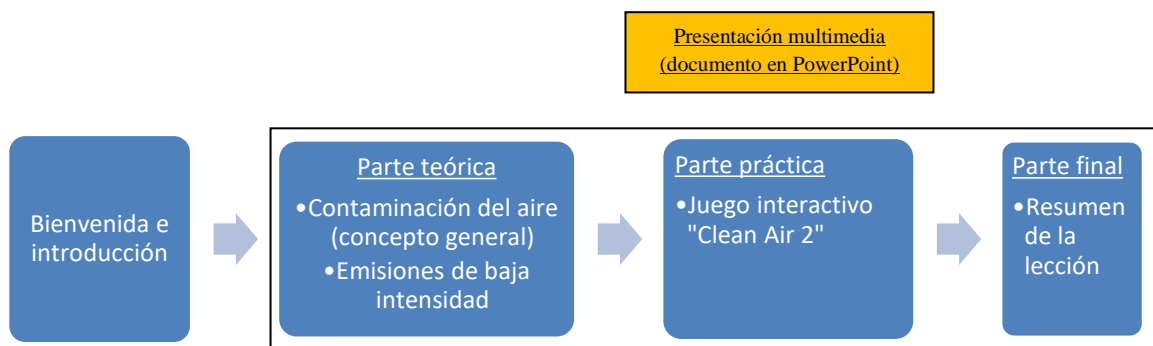 Presentación multimedia
(documento en PowerPoint)
Bienvenida e
introducción
Parte teórica
•Contaminación del aire
(concepto general)
•Emisiones de baja
intensidad
Parte práctica
•Juego interactivo
"Clean Air 2"
Parte final
•Resumen
de la
lección